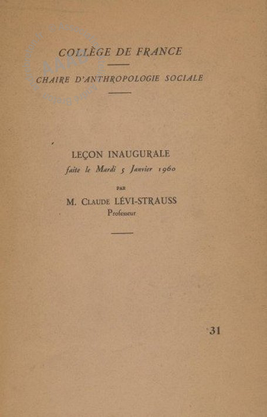 COLLÈGE DE FRANCE
CHAIRE D'ANTHROPOLOGIE SOCIALE
LEÇON INAUGURALE
faite le Mardi 5 Janvier 1960
PAR
M. CLAUDE LÉVI-STRAUSS
Professeur
31